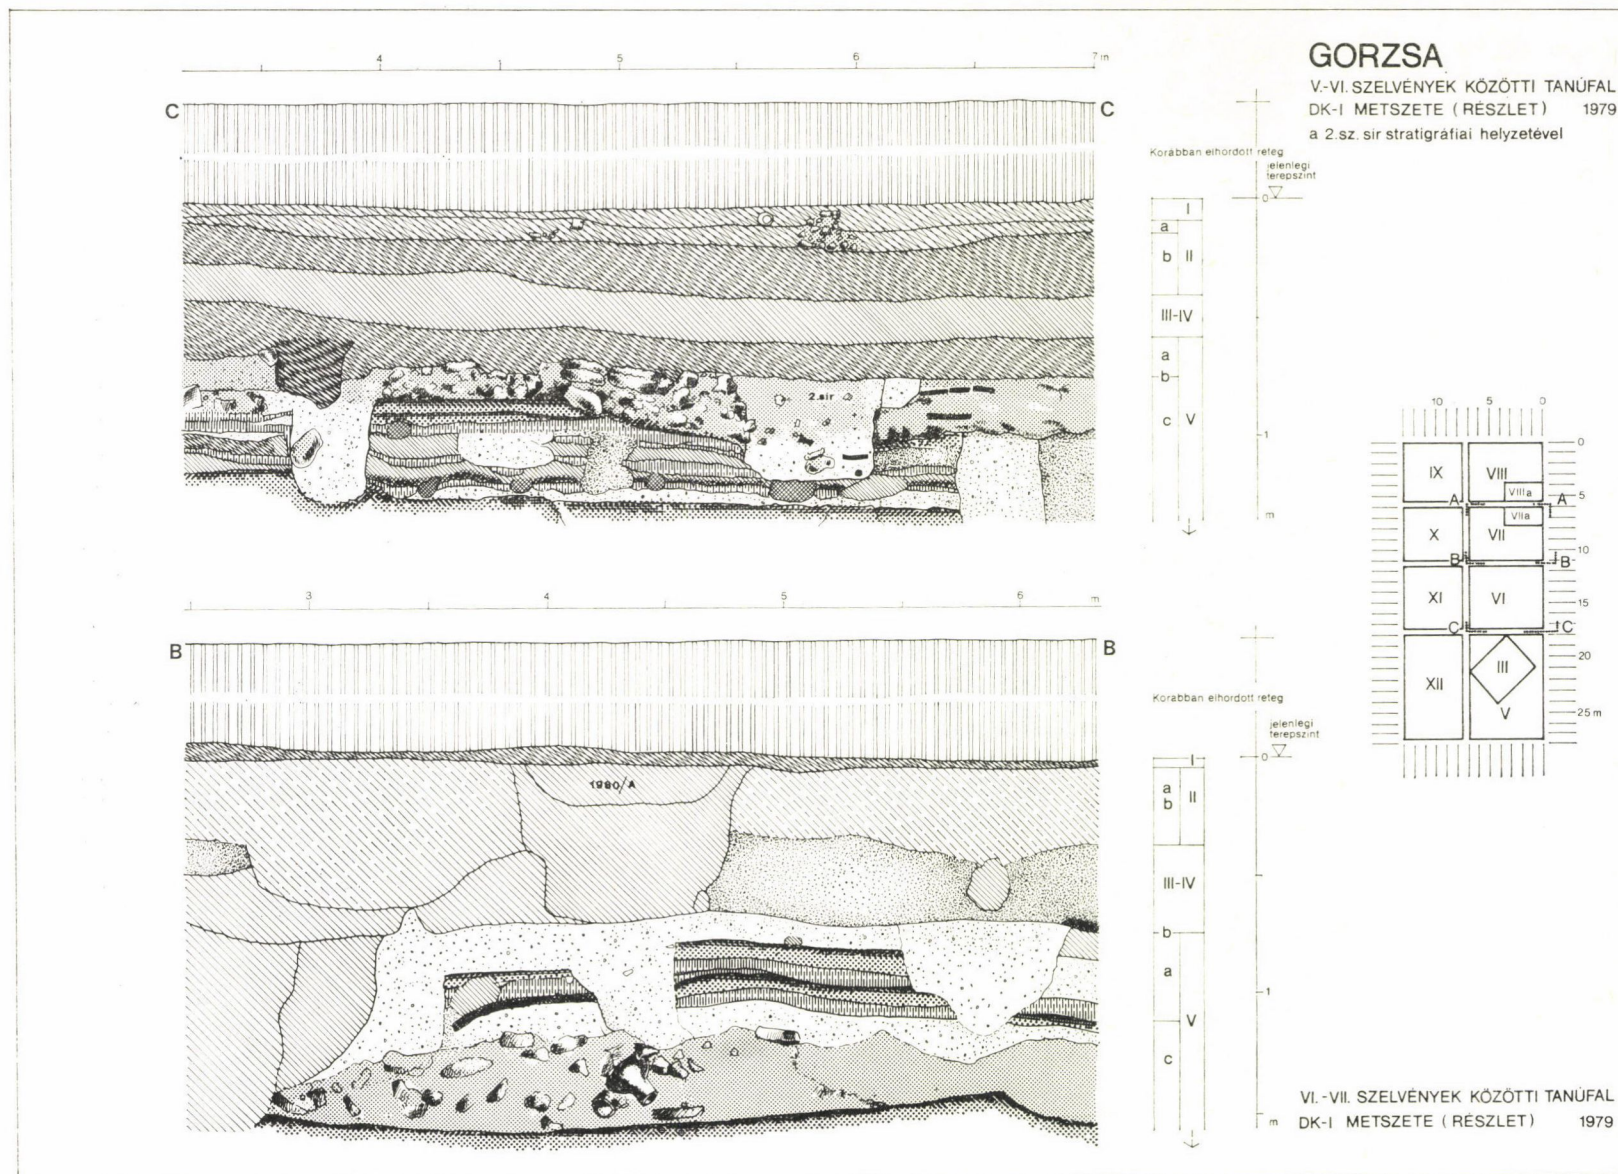 GORZSA
V.-VI. SZELVÉNYEK KÖZÖTTI TANÚFAL
DK-I METSZETE (RÉSZLET) 1979
a 2.sz. sír stratigráfiai helyzetével
4 5 6 7 m
C C
Korábban elhordott réteg
jelenlegi
terepszint
0
I
a
b II
III-IV
a
b
c V
1
m
2.sír
10 5 0
IX VIII
VIIIa
A A
X VII
VIIa
B B
XI VI
C C
XII III
V
0
5
10
15
20
25 m
3 4 5 6 m
B B
Korábban elhordott réteg
jelenlegi
terepszint
0
I
a
b II
III-IV
b
a
V
c
1
m
1980/A
VI.-VII. SZELVÉNYEK KÖZÖTTI TANÚFAL
DK-I METSZETE (RÉSZLET) 1979